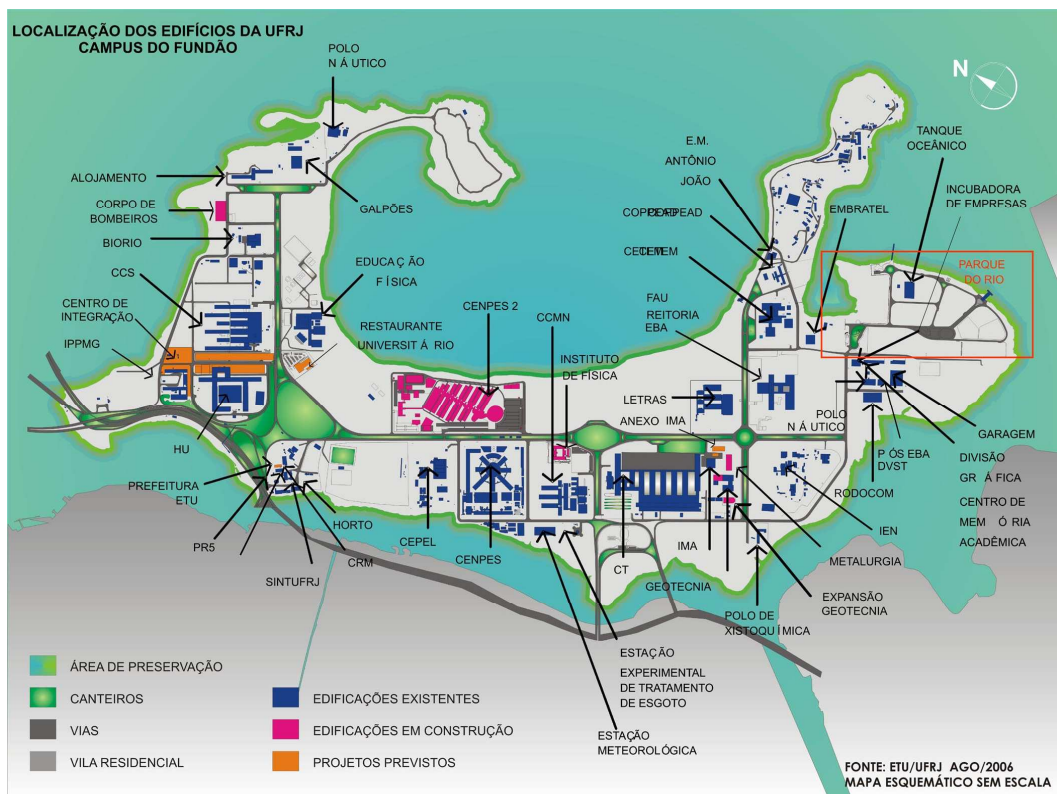 LOCALIZAÇÃO DOS EDIFÍCIOS DA UFRJ
CAMPUS DO FUNDÃO
POLO
N Á UTICO
N
TANQUE
OCEÂNICO
E.M.
ANTÔNIO
JOÃO
ALOJAMENTO
INCUBADORA
DE EMPRESAS
CORPO DE
BOMBEIROS
GALPÕES
COPPEAD
EMBRATEL
BIORIO
CETEM
EDUCAÇ ÃO
F ÍSICA
PARQUE
DO RIO
CCS
CENTRO DE
INTEGRAÇÃO
CENPES 2
CCMN
FAU
REITORIA
EBA
RESTAURANTE
UNIVERSIT Á RIO
IPPMG
INSTITUTO
DE FÍSICA
LETRAS
ANEXO IMA
POLO
N Á UTICO
GARAGEM
HU
P ÓS EBA
DVST
DIVISÃO
GR Á FICA
PREFEITURA
ETU
RODOCOM
CENTRO DE
MEM Ó RIA
ACADÊMICA
HORTO
PR5
CEPEL
CENPES
IEN
CRM
SINTUFRJ
CT
IMA
METALURGIA
GEOTECNIA
EXPANSÃO
GEOTECNIA
POLO DE
XISTOQUÍMICA
ESTAÇÃO
EXPERIMENTAL
DE TRATAMENTO
DE ESGOTO
ESTAÇÃO
METEOROLÓGICA
ÁREA DE PRESERVAÇÃO
CANTEIROS
VIAS
VILA RESIDENCIAL
EDIFICAÇÕES EXISTENTES
EDIFICAÇÕES EM CONSTRUÇÃO
PROJETOS PREVISTOS
FONTE: ETU/UFRJ AGO/2006
MAPA ESQUEMÁTICO SEM ESCALA